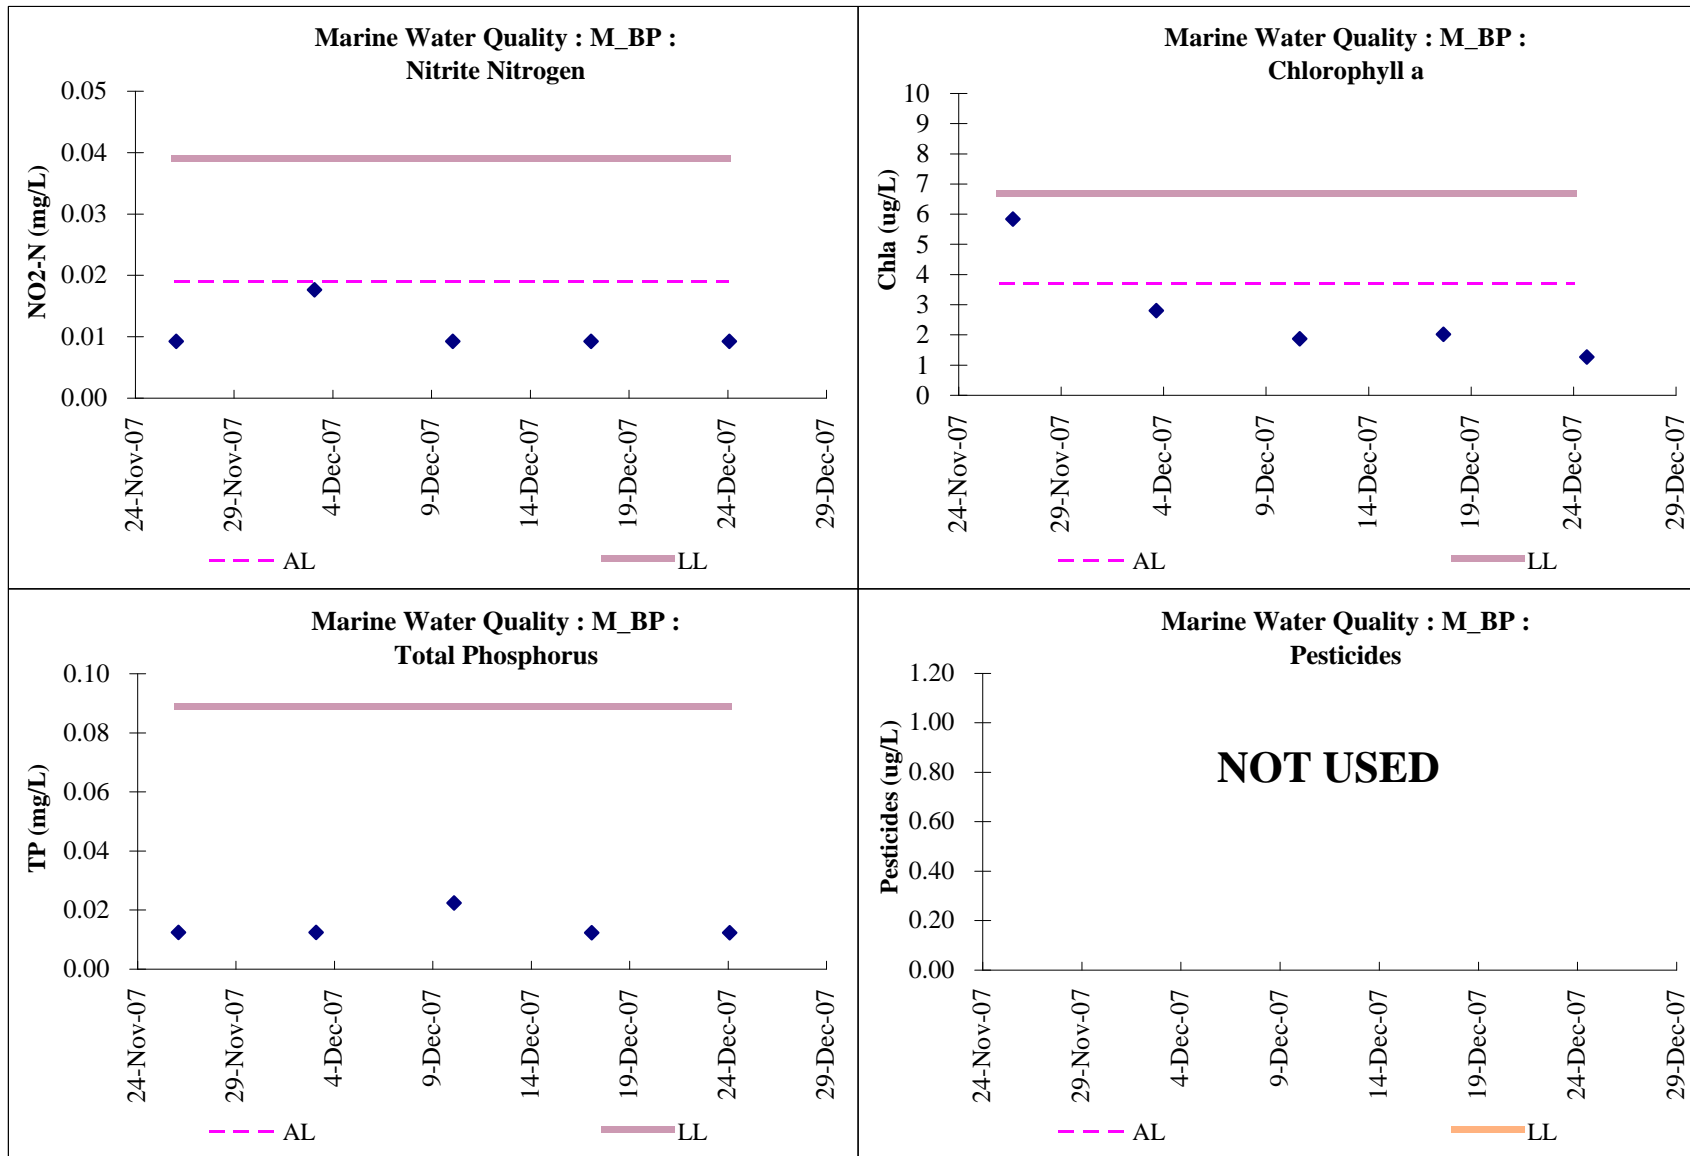 Marine Water Quality : M_BP :
Nitrite Nitrogen
NO2-N (mg/L)
0.05
0.04
0.03
0.02
0.01
0.00
24-Nov-07
29-Nov-07
4-Dec-07
9-Dec-07
14-Dec-07
19-Dec-07
24-Dec-07
29-Dec-07
AL
LL
Marine Water Quality : M_BP :
Chlorophyll a
Chla (ug/L)
10
9
8
7
6
5
4
3
2
1
0
24-Nov-07
29-Nov-07
4-Dec-07
9-Dec-07
14-Dec-07
19-Dec-07
24-Dec-07
29-Dec-07
AL
LL
Marine Water Quality : M_BP :
Total Phosphorus
TP (mg/L)
0.10
0.08
0.06
0.04
0.02
0.00
24-Nov-07
29-Nov-07
4-Dec-07
9-Dec-07
14-Dec-07
19-Dec-07
24-Dec-07
29-Dec-07
AL
LL
Marine Water Quality : M_BP :
Pesticides
Pesticides (ug/L)
1.20
1.00
0.80
0.60
0.40
0.20
0.00
NOT USED
24-Nov-07
29-Nov-07
4-Dec-07
9-Dec-07
14-Dec-07
19-Dec-07
24-Dec-07
29-Dec-07
AL
LL